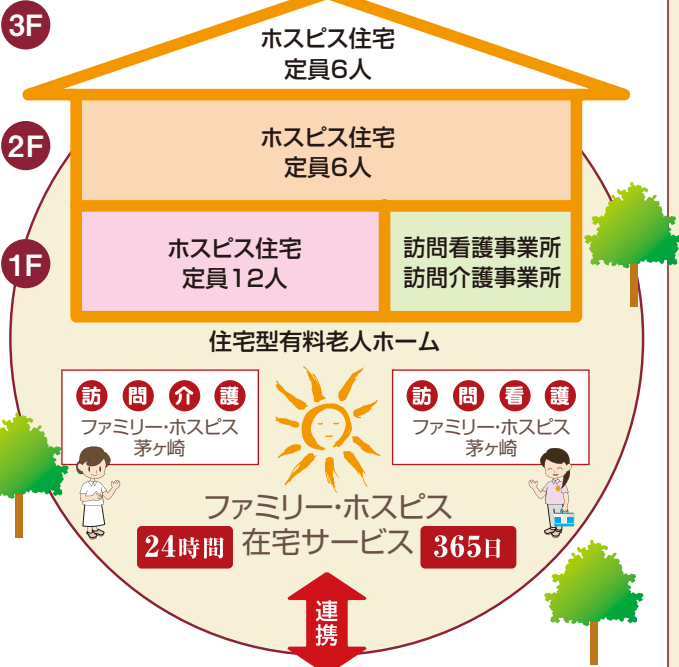 3F
ホスピス住宅
定員6人
2F
ホスピス住宅
定員6人
1F
ホスピス住宅
定員12人
訪問看護事業所
訪問介護事業所
住宅型有料老人ホーム
訪問介護
ファミリー・ホスピス
茅ヶ崎
訪問看護
ファミリー・ホスピス
茅ヶ崎
ファミリー・ホスピス
24時間 在宅サービス 365日
連携